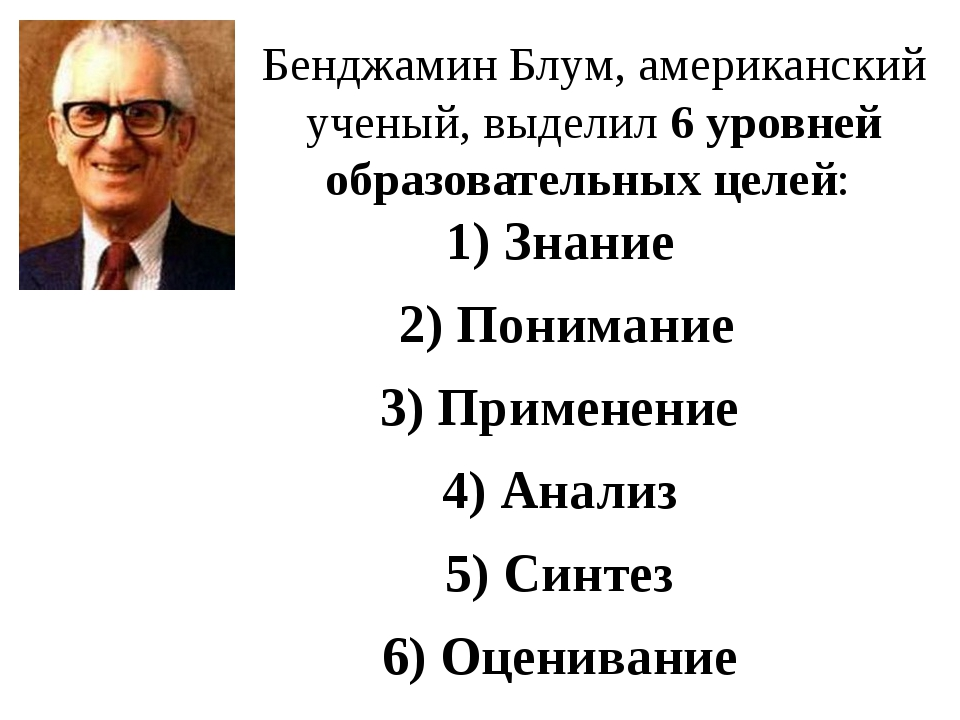 Бенджамин Блум, американский
ученый, выделил 6 уровней
образовательных целей:
1) Знание
2) Понимание
3) Применение
4) Анализ
5) Синтез
6) Оценивание